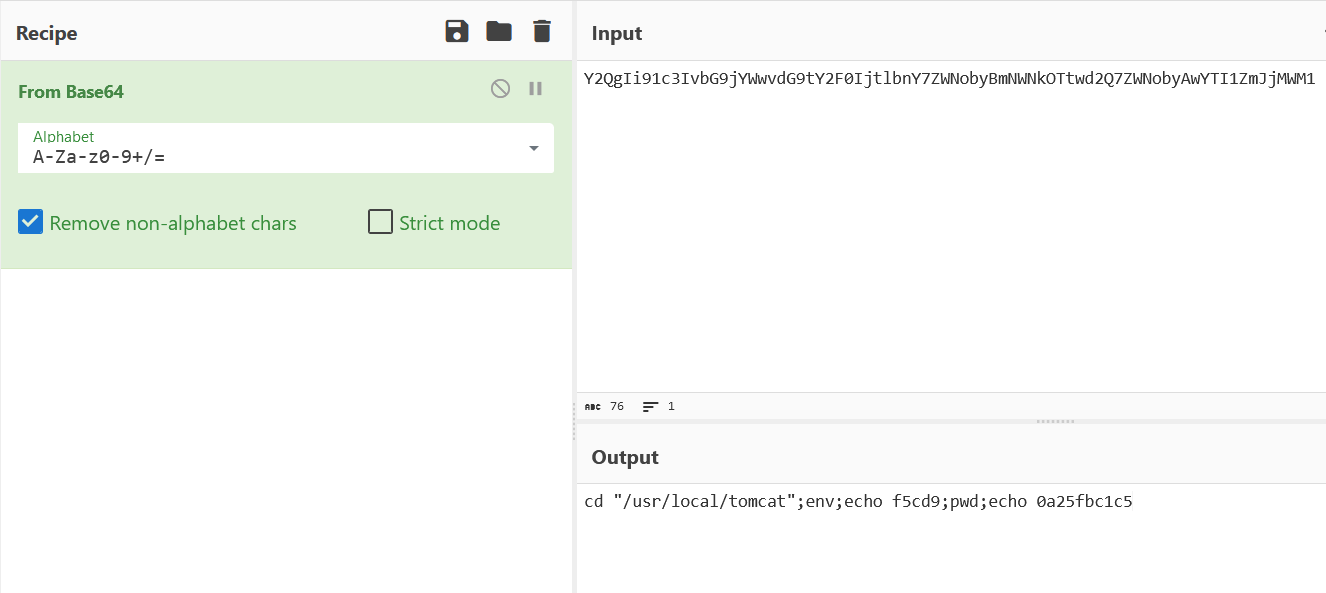 Recipe
From Base64
Alphabet
A-Za-z0-9+/=
Remove non-alphabet chars
Strict mode
Input
Y2QgIi91c3IvbG9jYWwvdG9tY2F0IjtlbnY7ZWNobyBmNWNkOTtwd2Q7ZWNobyAwYTI1ZmJjMWM1
ABC 76 1
Output
cd "/usr/local/tomcat";env;echo f5cd9;pwd;echo 0a25fbc1c5